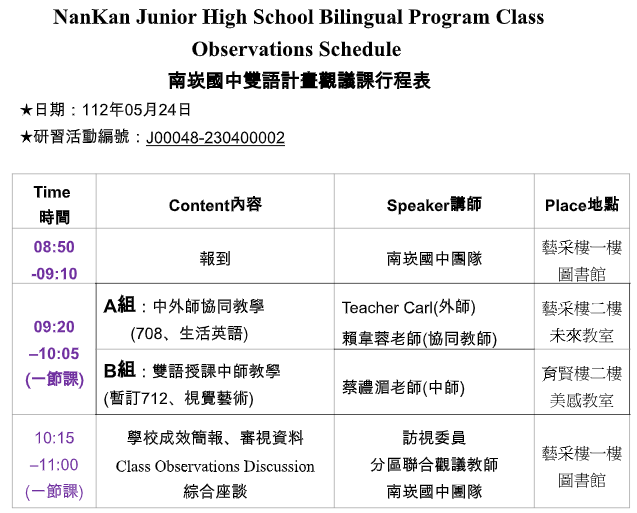 NanKan Junior High School Bilingual Program Class
Observations Schedule
南崁國中雙語計畫觀議課行程表
★日期：112年05月24日
★研習活動編號：J00048-230400002
Time
時間
Content內容
Speaker講師
Place地點
08:50
-09:10
報到
南崁國中團隊
藝采樓一樓
圖書館
09:20
–10:05
(一節課)
A組：中外師協同教學
(708、生活英語)
Teacher Carl(外師)
賴韋蓉老師(協同教師)
藝采樓二樓
未來教室
B組：雙語授課中師教學
(暫訂712、視覺藝術)
蔡禮湄老師(中師)
育賢樓二樓
美感教室
10:15
–11:00
(一節課)
學校成效簡報、審視資料
Class Observations Discussion
綜合座談
訪視委員
分區聯合觀議教師
南崁國中團隊
藝采樓一樓
圖書館